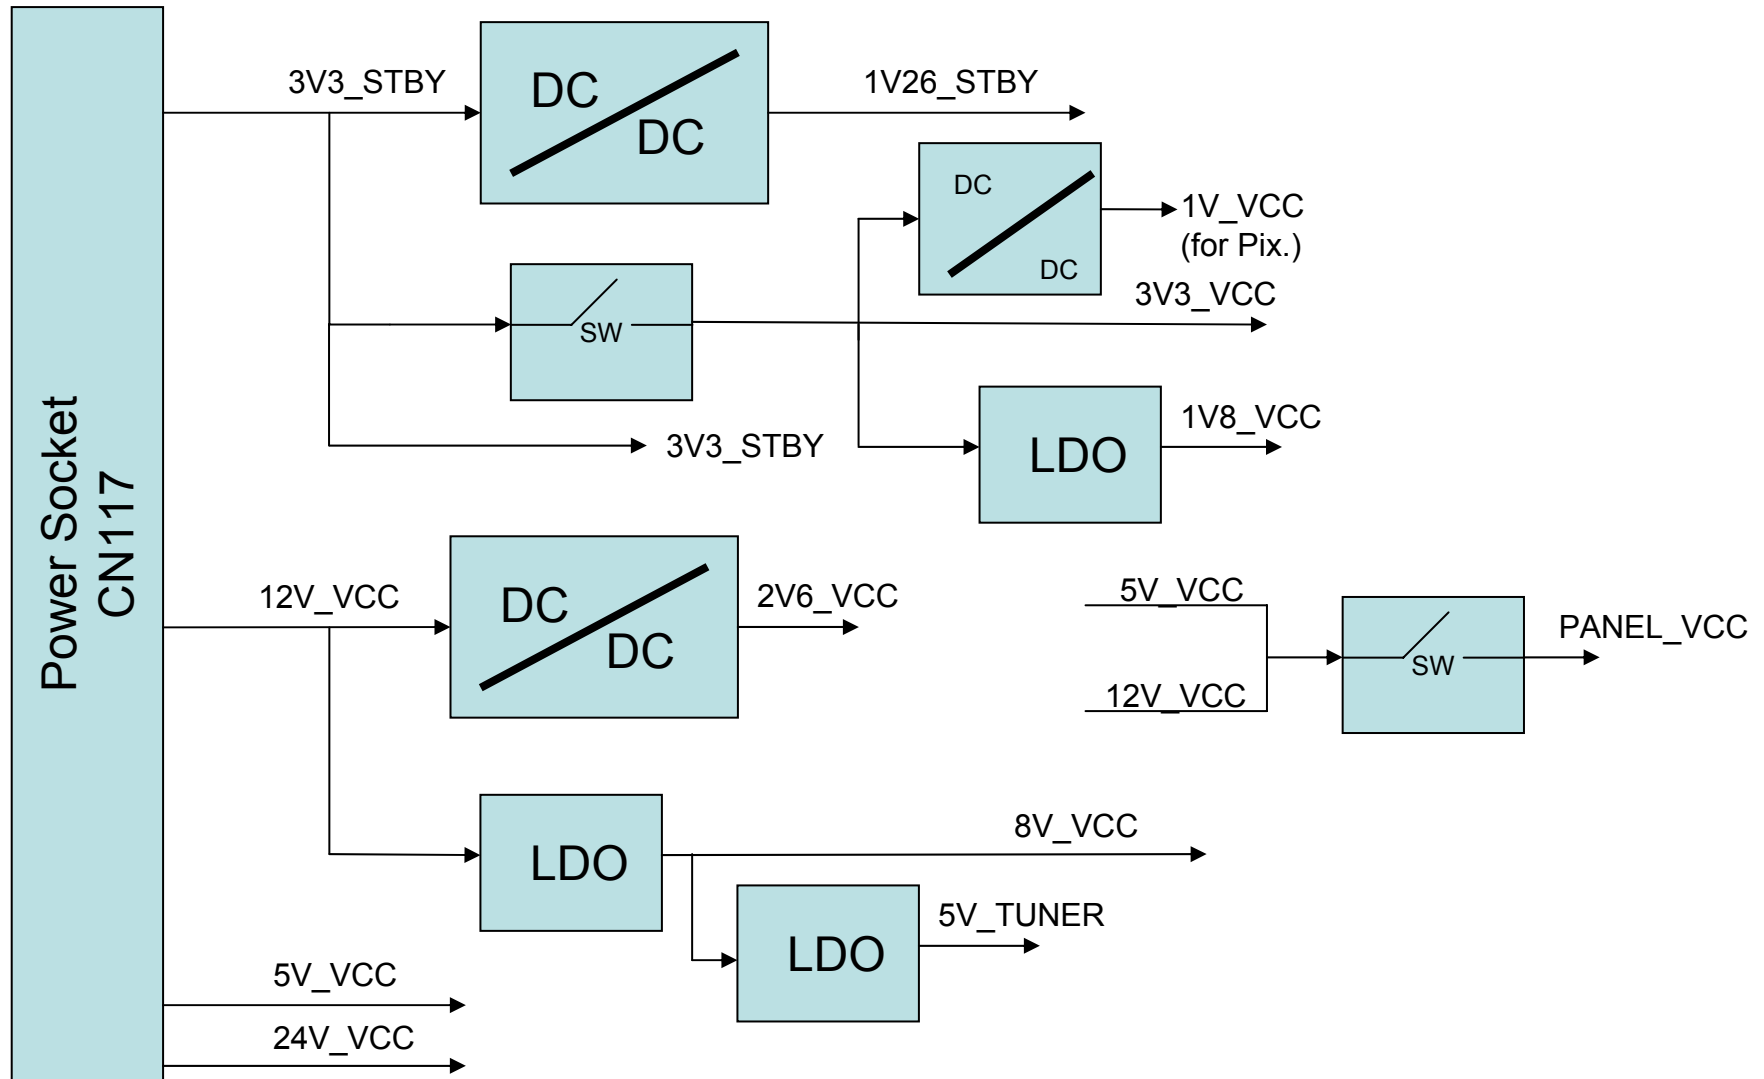 Power Socket
CN117
3V3_STBY
DC
DC
1V26_STBY
DC
DC
1V_VCC
(for Pix.)
SW
3V3_VCC
3V3_STBY
LDO
1V8_VCC
12V_VCC
DC
DC
2V6_VCC
5V_VCC
12V_VCC
SW
PANEL_VCC
LDO
8V_VCC
LDO
5V_TUNER
5V_VCC
24V_VCC